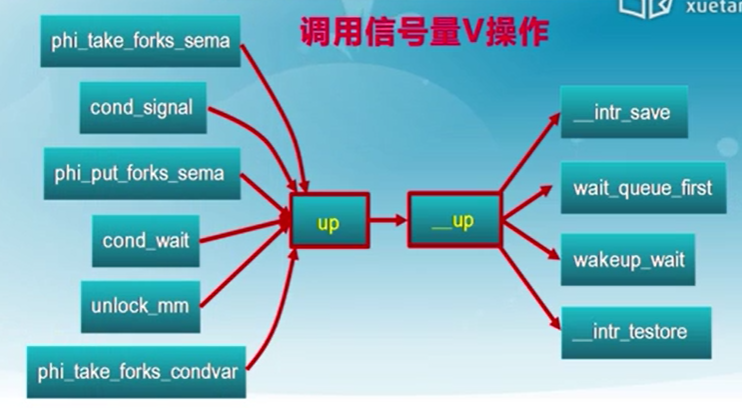 xuetan
调用信号量V操作
phi_take_forks_sema
cond_signal
phi_put_forks_sema
cond_wait
unlock_mm
phi_take_forks_condvar
up
__up
__intr_save
wait_queue_first
wakeup_wait
__intr_testore